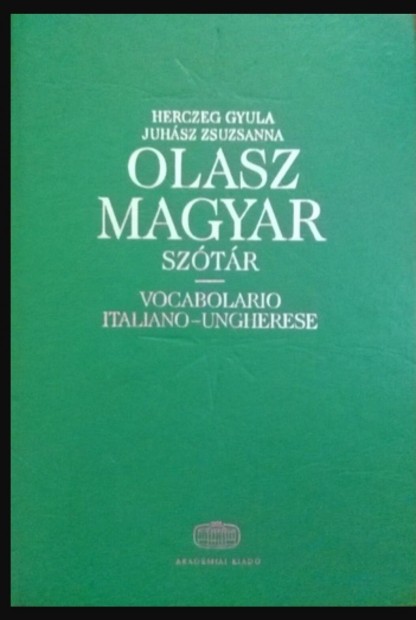 HERCZEG GYULA
JUHÁSZ ZSUZSANNA
OLASZ
MAGYAR
SZÓTÁR
VOCABOLARIO
ITALIANO–UNGHERESE
AKADÉMIAI KIADÓ